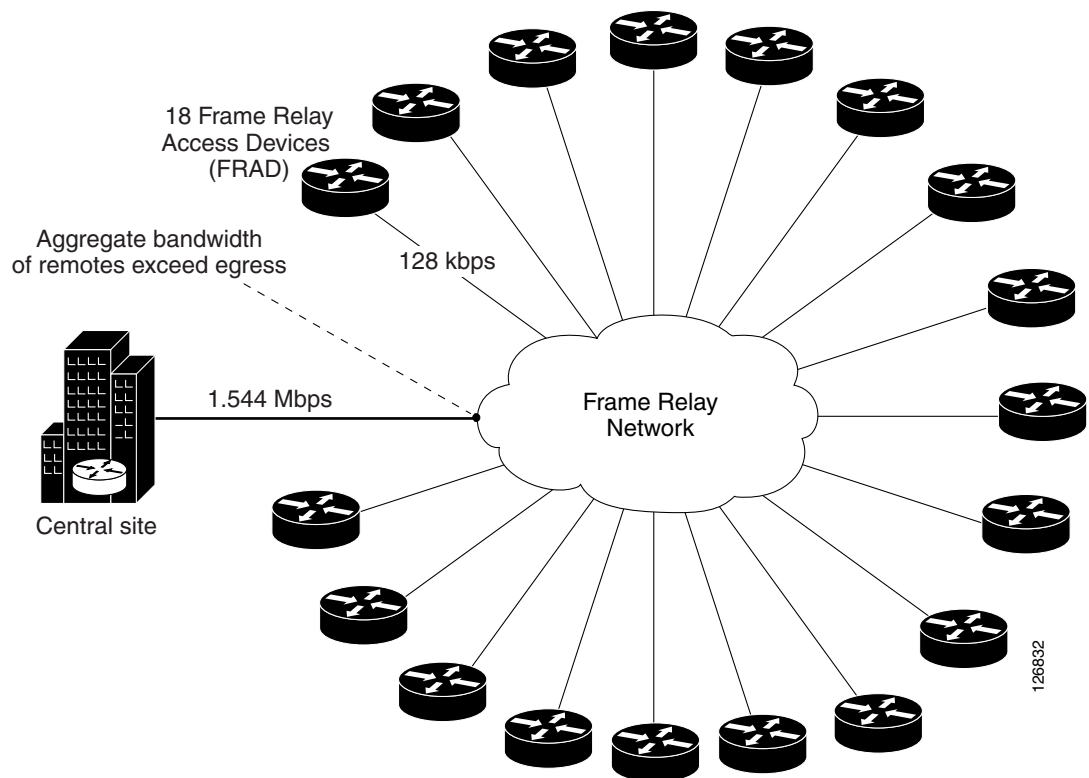 18 Frame Relay
Access Devices
(FRAD)
Aggregate bandwidth
of remotes exceed egress
128 kbps
1.544 Mbps
Frame Relay
Network
Central site
126832